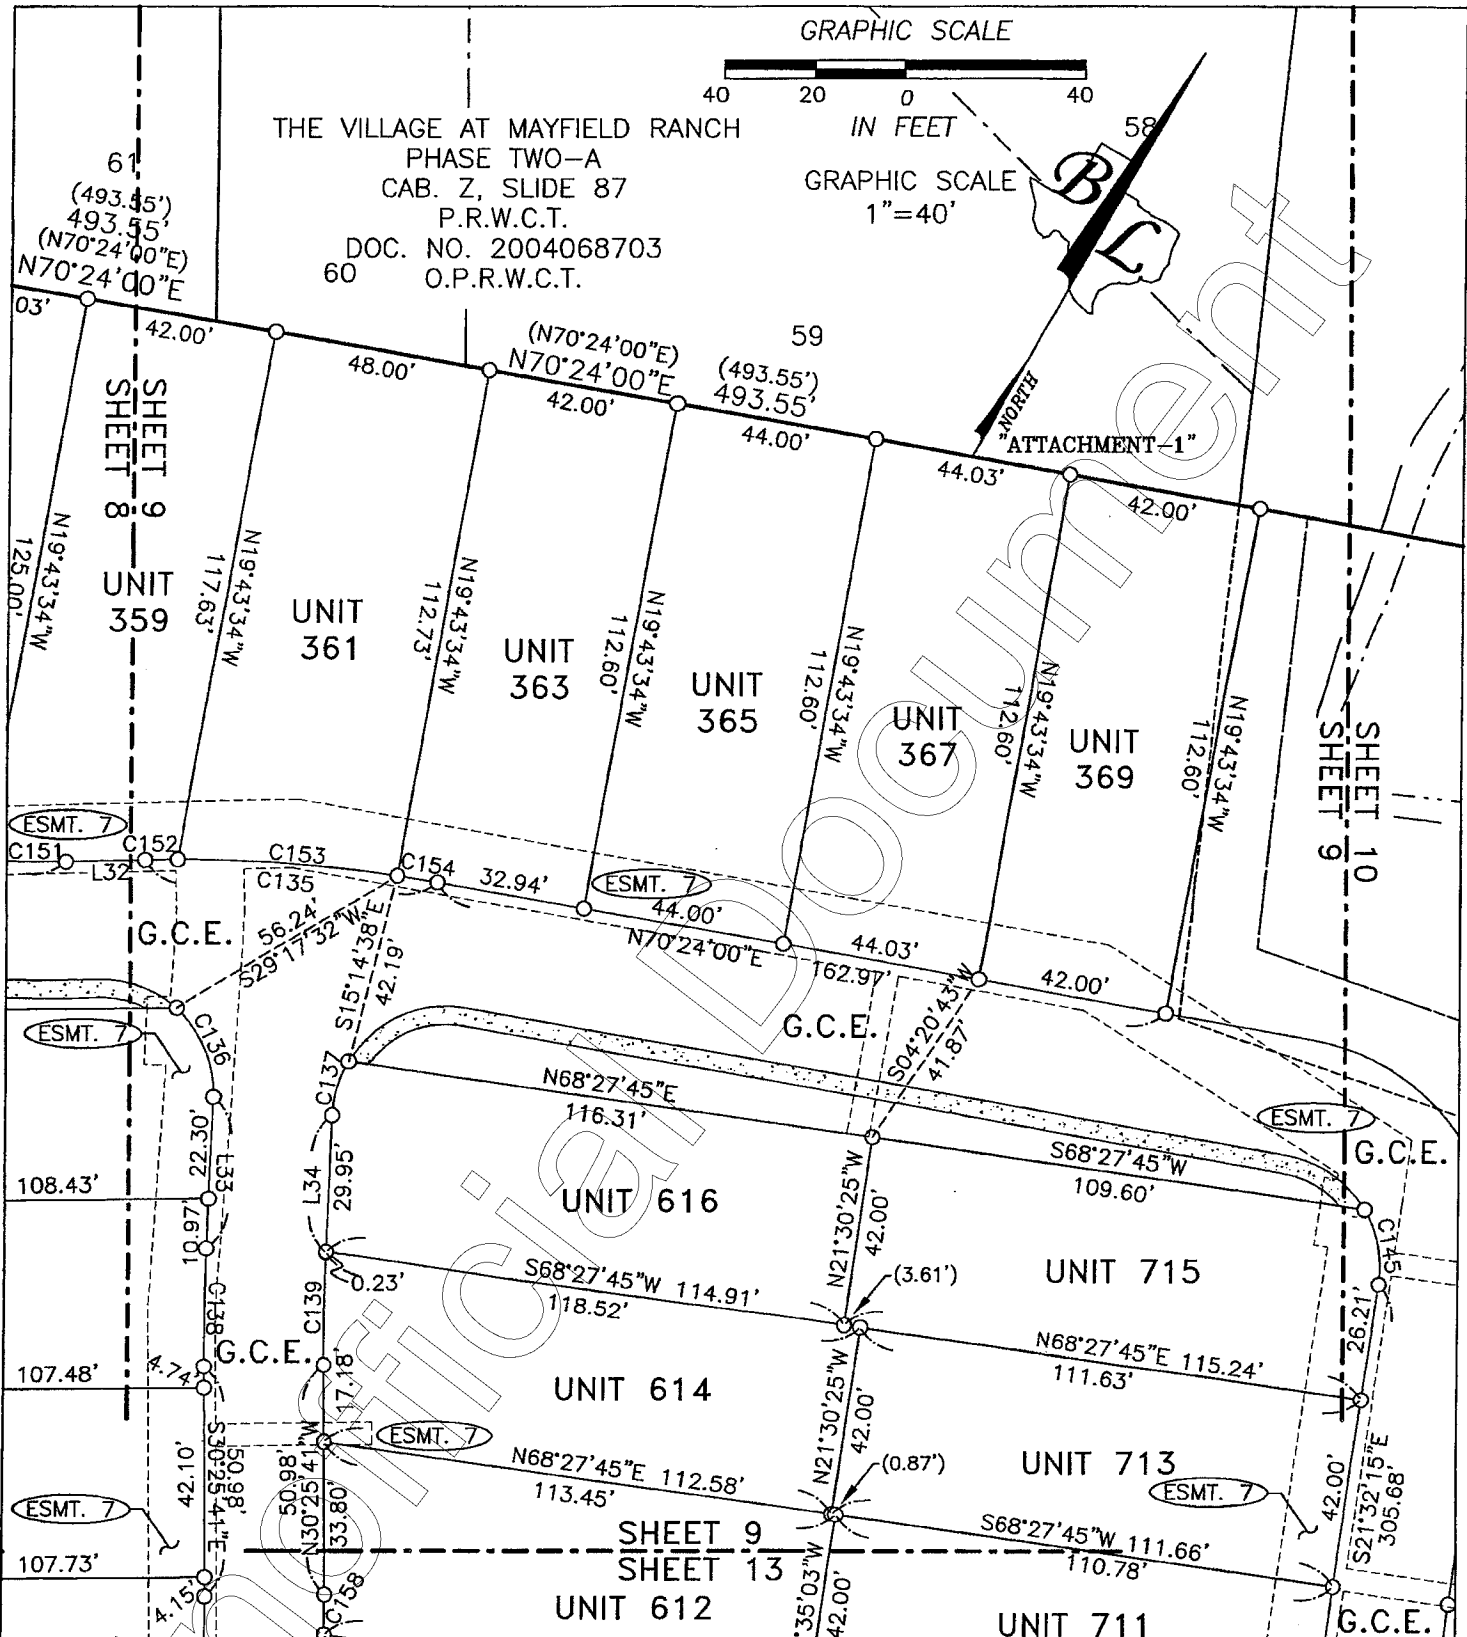 GRAPHIC SCALE
40 20 0 40
IN FEET
GRAPHIC SCALE
1"=40'
THE VILLAGE AT MAYFIELD RANCH
PHASE TWO-A
CAB. Z, SLIDE 87
P.R.W.C.T.
DOC. NO. 2004068703
O.P.R.W.C.T.
58
B
L
NORTH
"ATTACHMENT-1"
61
(493.55')
493.55'
(N70°24'00"E)
N70°24'00"E
60
59
(N70°24'00"E)
N70°24'00"E
(493.55')
493.55'
03'
42.00'
48.00'
42.00'
44.00'
44.03'
42.00'
SHEET 9
SHEET 8
N19°43'34"W
125.00'
UNIT
359
N19°43'34"W
117.63'
UNIT
361
N19°43'34"W
112.73'
UNIT
363
N19°43'34"W
112.60'
UNIT
365
N19°43'34"W
112.60'
UNIT
367
N19°43'34"W
112.60'
UNIT
369
N19°43'34"W
112.60'
SHEET 10
SHEET 9
ESMT. 7
C151
L32
C152
C153
C135
C154
32.94'
ESMT. 7
44.00'
N70°24'00"E
162.97'
44.03'
42.00'
G.C.E.
56.24'
S29°17'32"W
S15°14'38"E
42.19'
G.C.E.
S04°20'43"W
41.87'
ESMT. 7
C136
C137
N68°27'45"E
116.31'
ESMT. 7
G.C.E.
S68°27'45"W
109.60'
108.43'
22.30'
L33
10.97'
L34
29.95'
UNIT 616
N21°30'25"W
42.00'
UNIT 715
C145
26.21'
0.23'
S68°27'45"W 114.91'
118.52'
(3.61')
C138
C139
G.C.E.
4.74'
17.18'
107.48'
UNIT 614
N21°30'25"W
42.00'
N68°27'45"E 115.24'
111.63'
ESMT. 7
N68°27'45"E 112.58'
113.45'
(0.87')
UNIT 713
ESMT. 7
42.00'
S21°32'15"E
305.68'
42.10'
S30°25'41"E
50.98'
50.98'
N30°25'41"W
33.80'
ESMT. 7
SHEET 9
SHEET 13
S68°27'45"W 111.66'
110.78'
107.73'
4.15'
C158
UNIT 612
°35'03"W
42.00'
UNIT 711
G.C.E.
nofficial Document